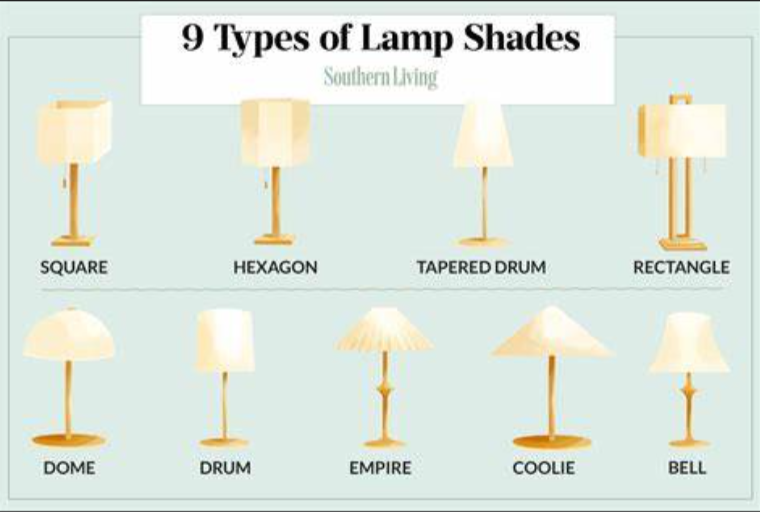 9 Types of Lamp Shades
Southern Living
SQUARE
HEXAGON
TAPERED DRUM
RECTANGLE
DOME
DRUM
EMPIRE
COOLIE
BELL